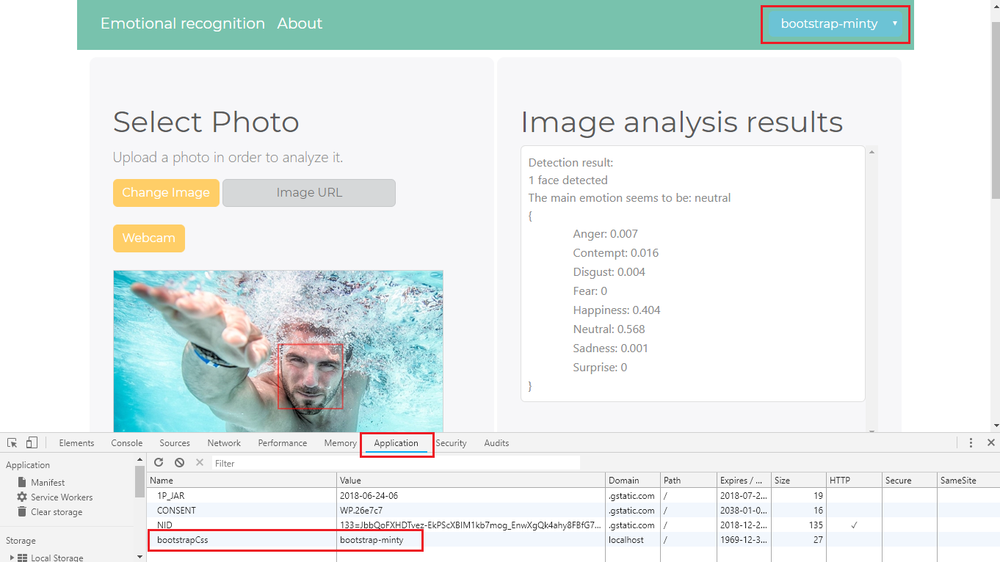 Emotional recognition About bootstrap-minty
Select Photo
Upload a photo in order to analyze it.
Change Image Image URL
Webcam
Image analysis results
Detection result:
1 face detected
The main emotion seems to be: neutral
{
Anger: 0.007
Contempt: 0.016
Disgust: 0.004
Fear: 0
Happiness: 0.404
Neutral: 0.568
Sadness: 0.001
Surprise: 0
}
Elements Console Sources Network Performance Memory Application Security Audits
Application
Manifest
Service Workers
Clear storage
Storage
Local Storage
Filter
Name Value Domain Path Expires / ... Size HTTP Secure SameSite
1P_JAR 2018-06-24-06 .gstatic.com / 2018-07-2... 19
CONSENT WP.26e7c7 .gstatic.com / 2038-01-0... 16
NID 133=JbbQoFXHDTvez-EkPScXBIM1kb7mog_EnwXgQk4ahy8FBfG7... .gstatic.com / 2018-12-2... 135 ✓
bootstrapCss bootstrap-minty localhost / 1969-12-3... 27